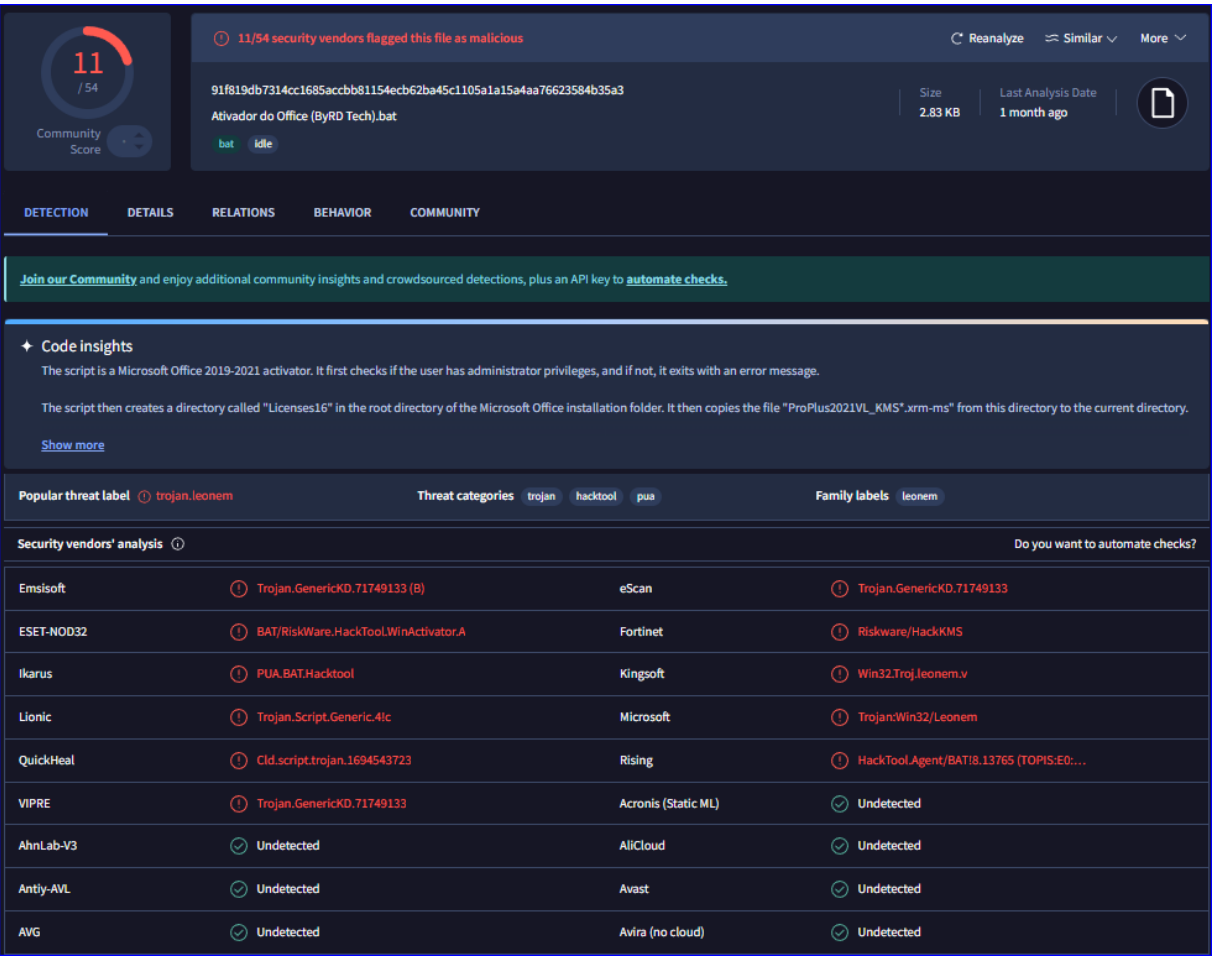 11
/ 54
Community
Score
11/54 security vendors flagged this file as malicious
Reanalyze
Similar
More
91f819db7314cc1685accbb81154ecb62ba45c1105a1a15a4aa76623584b35a3
Ativador do Office (ByRD Tech).bat
bat idle
Size
2.83 KB
Last Analysis Date
1 month ago
DETECTION DETAILS RELATIONS BEHAVIOR COMMUNITY
Join our Community and enjoy additional community insights and crowdsourced detections, plus an API key to automate checks.
Code insights
The script is a Microsoft Office 2019-2021 activator. It first checks if the user has administrator privileges, and if not, it exits with an error message.
The script then creates a directory called "Licenses16" in the root directory of the Microsoft Office installation folder. It then copies the file "ProPlus2021VL_KMS*.xrm-ms" from this directory to the current directory.
Show more
Popular threat label trojan.leonem Threat categories trojan hacktool pua Family labels leonem
Security vendors' analysis Do you want to automate checks?
Emsisoft Trojan.GenericKD.71749133 (B) eScan Trojan.GenericKD.71749133
ESET-NOD32 BAT/RiskWare.HackTool.WinActivator.A Fortinet Riskware/HackKMS
Ikarus PUA.BAT.Hacktool Kingsoft Win32.Troj.leonem.v
Lionic Trojan.Script.Generic.4!c Microsoft Trojan:Win32/Leonem
QuickHeal Cld.script.trojan.1694543723 Rising HackTool.Agent/BAT!8.13765 (TOPIS:E0:...
VIPRE Trojan.GenericKD.71749133 Acronis (Static ML) Undetected
AhnLab-V3 Undetected AliCloud Undetected
Antiy-AVL Undetected Avast Undetected
AVG Undetected Avira (no cloud) Undetected